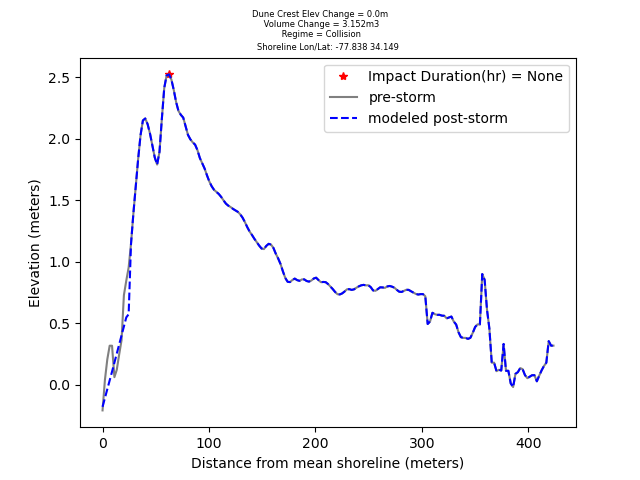 Dune Crest Elev Change = 0.0m
Volume Change = 3.152m3
Regime = Collision
Shoreline Lon/Lat: -77.838 34.149
Impact Duration(hr) = None
pre-storm
modeled post-storm
Elevation (meters)
2.5
2.0
1.5
1.0
0.5
0.0
0 100 200 300 400
Distance from mean shoreline (meters)